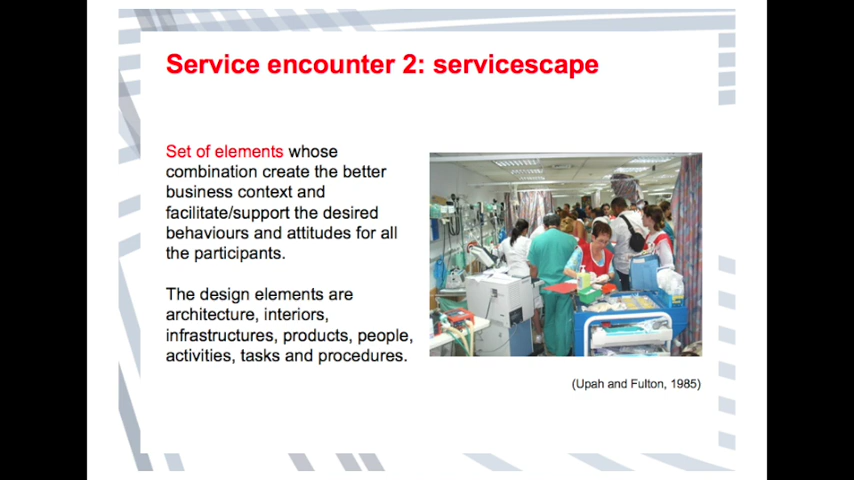 Service encounter 2: servicescape
Set of elements whose
combination create the better
business context and
facilitate/support the desired
behaviours and attitudes for all
the participants.
The design elements are
architecture, interiors,
infrastructures, products, people,
activities, tasks and procedures.
(Upah and Fulton, 1985)